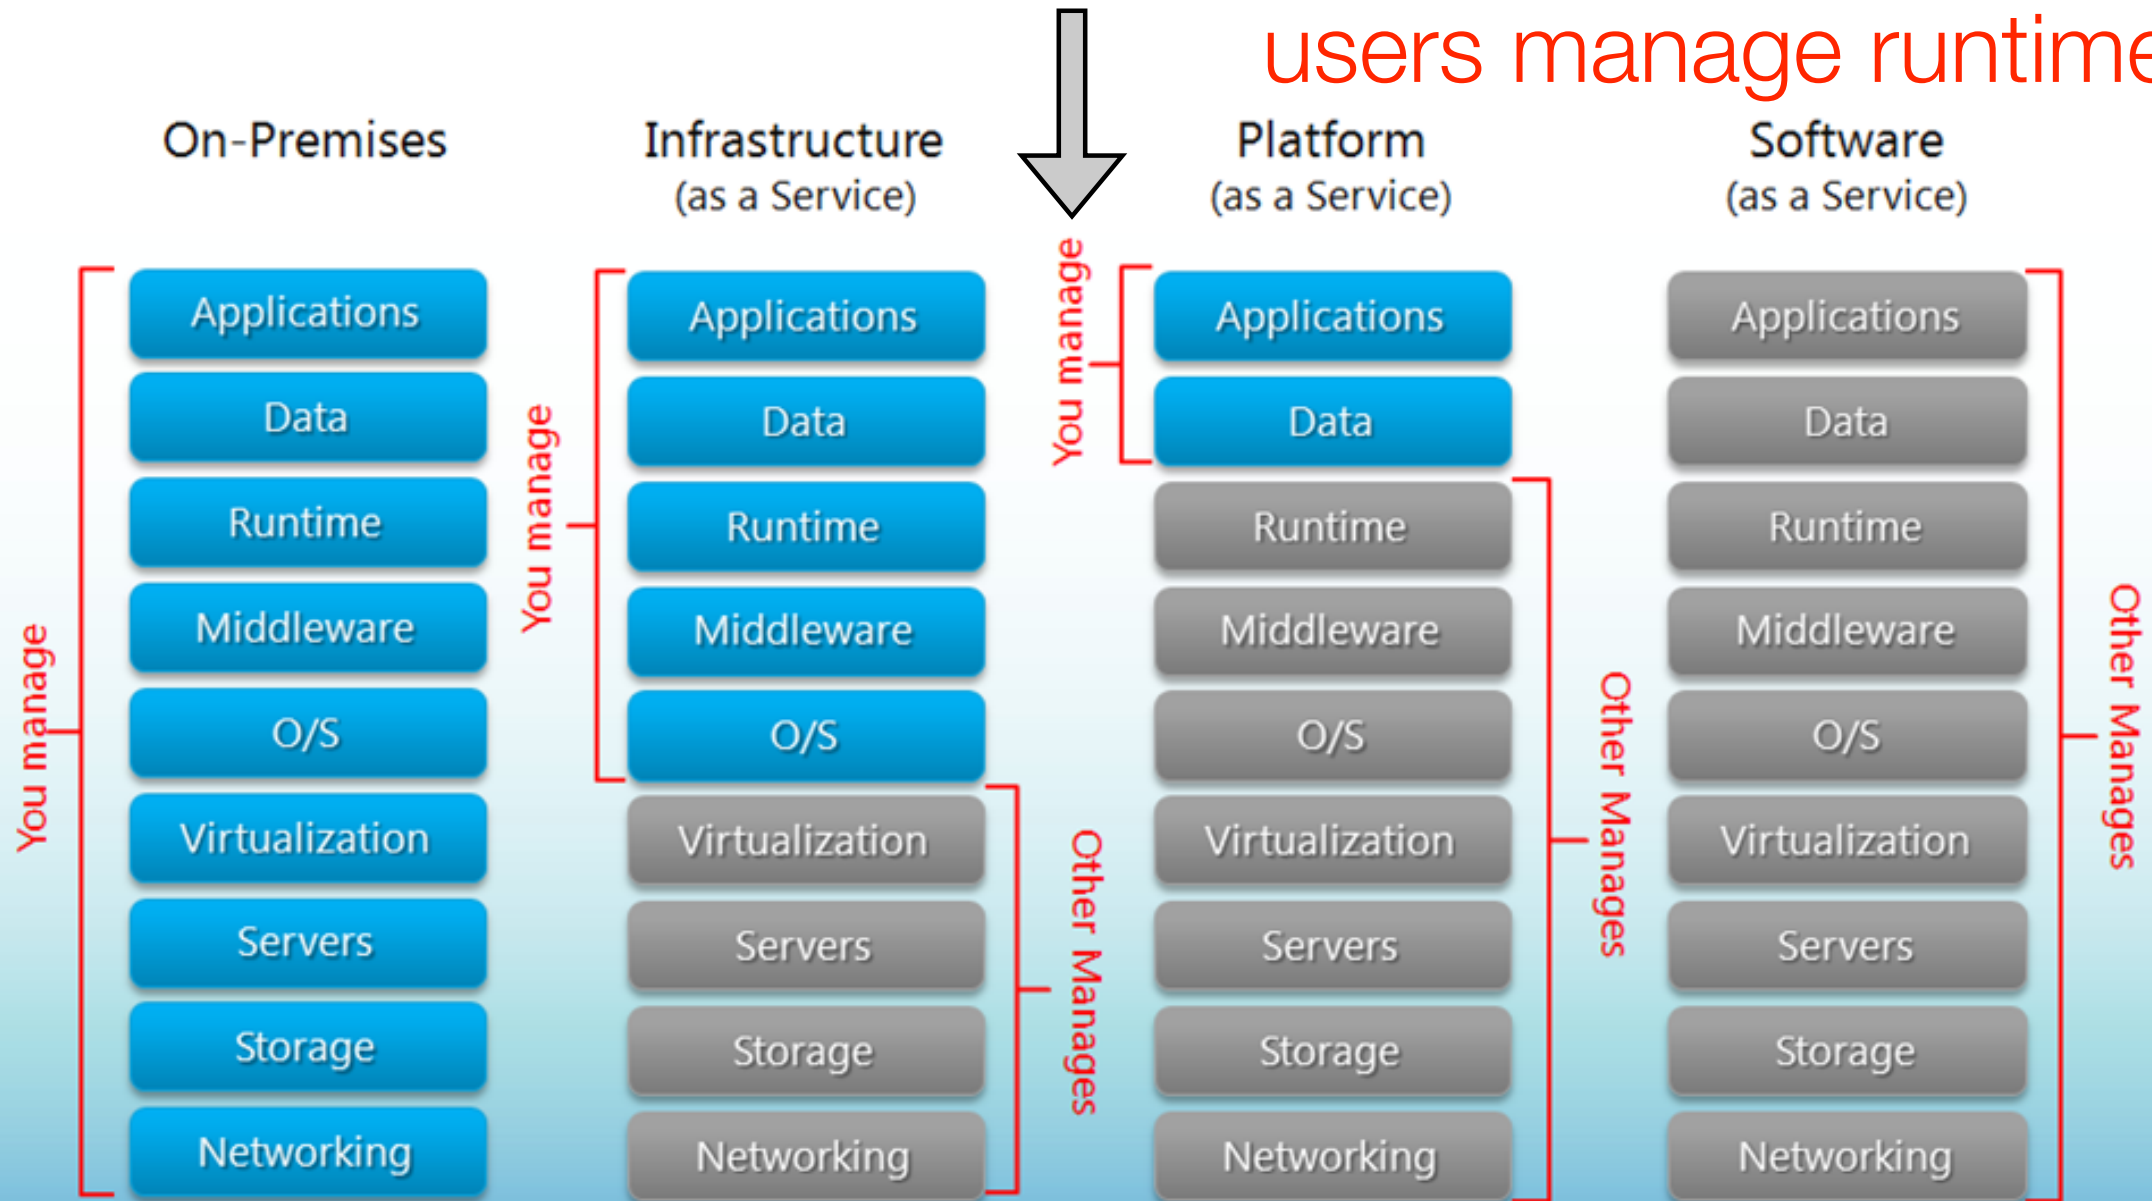 users manage runtime
On-Premises
You manage
Applications
Data
Runtime
Middleware
O/S
Virtualization
Servers
Storage
Networking
Infrastructure
(as a Service)
You manage
Applications
Data
Runtime
Middleware
O/S
Virtualization
Servers
Storage
Networking
Other Manages
Platform
(as a Service)
You manage
Applications
Data
Runtime
Middleware
O/S
Virtualization
Servers
Storage
Networking
Other Manages
Software
(as a Service)
Applications
Data
Runtime
Middleware
O/S
Virtualization
Servers
Storage
Networking
Other Manages